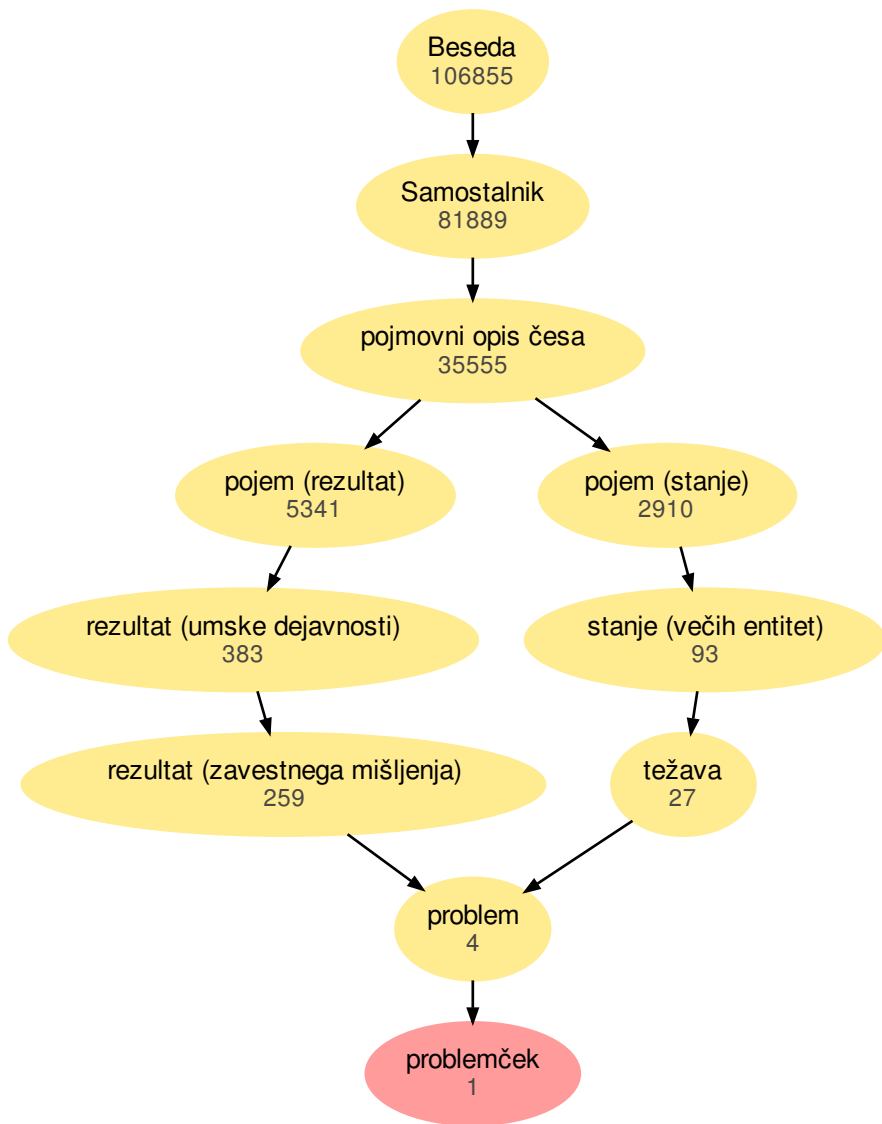 Beseda
106855
Samostalnik
81889
pojmovni opis česa
35555
pojem (rezultat)
5341
pojem (stanje)
2910
rezultat (umske dejavnosti)
383
stanje (večih entitet)
93
rezultat (zavestnega mišljenja)
259
težava
27
problem
4
problemček
1